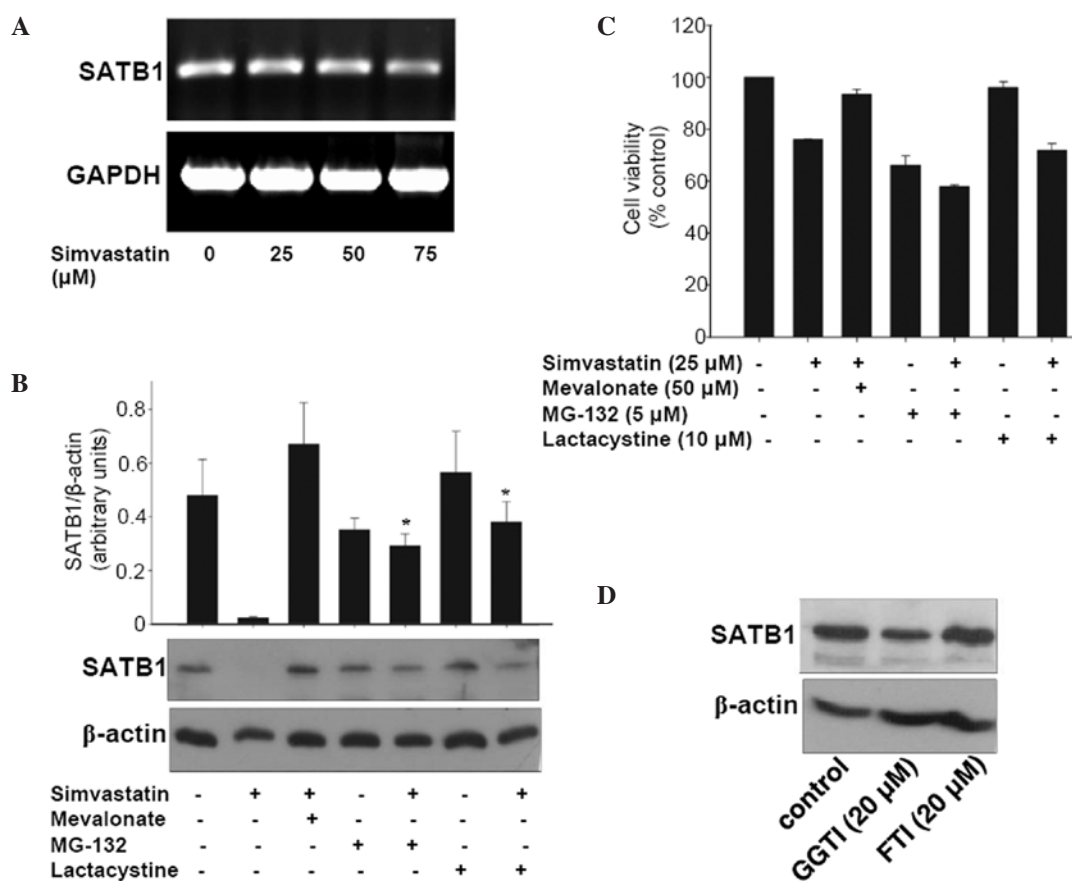 A
SATB1
GAPDH
Simvastatin (µM) 0 25 50 75
B
SATB1/β-actin (arbitrary units)
0.8
0.6
0.4
0.2
0
* *
SATB1
β-actin
Simvastatin - + + - + - +
Mevalonate - - + - - - -
MG-132 - - - + + - -
Lactacystine - - - - - + +
C
Cell viability (% control)
120
100
80
60
40
20
0
Simvastatin (25 µM) - + + - + - +
Mevalonate (50 µM) - - + - - - -
MG-132 (5 µM) - - - + + - -
Lactacystine (10 µM) - - - - - + +
D
SATB1
β-actin
control
GGTI (20 µM)
FTI (20 µM)